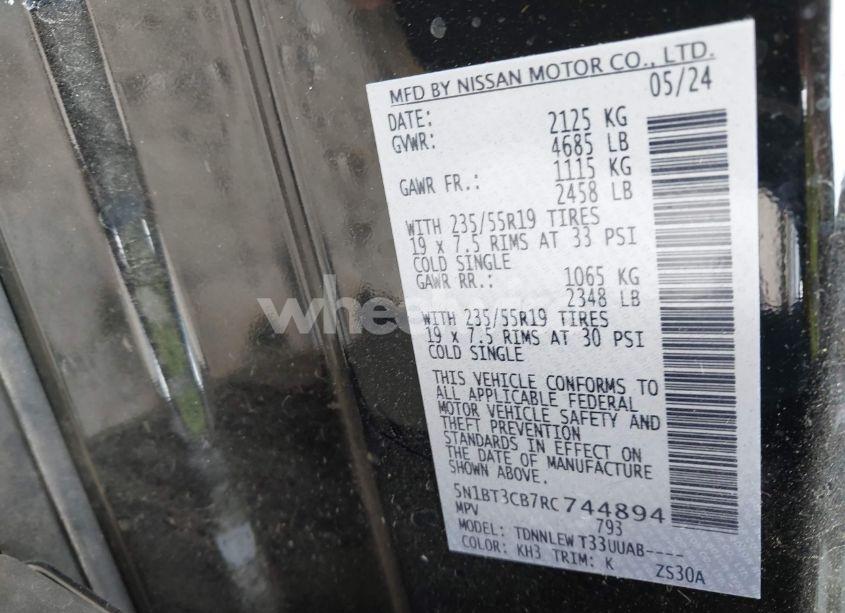 MFD BY NISSAN MOTOR CO., LTD.
DATE: 05/24
GVWR: 2125 KG
4685 LB
GAWR FR.: 1115 KG
2458 LB
WITH 235/55R19 TIRES
19 x 7.5 RIMS AT 33 PSI
COLD SINGLE
GAWR RR.: 1065 KG
2348 LB
WITH 235/55R19 TIRES
19 x 7.5 RIMS AT 30 PSI
COLD SINGLE
THIS VEHICLE CONFORMS TO
ALL APPLICABLE FEDERAL
MOTOR VEHICLE SAFETY AND
THEFT PREVENTION
STANDARDS IN EFFECT ON
THE DATE OF MANUFACTURE
SHOWN ABOVE.
5N1BT3CB7RC744894
MPV 793
MODEL: TDNNLEW T33UUAB----
COLOR: KH3 TRIM: K ZS30A